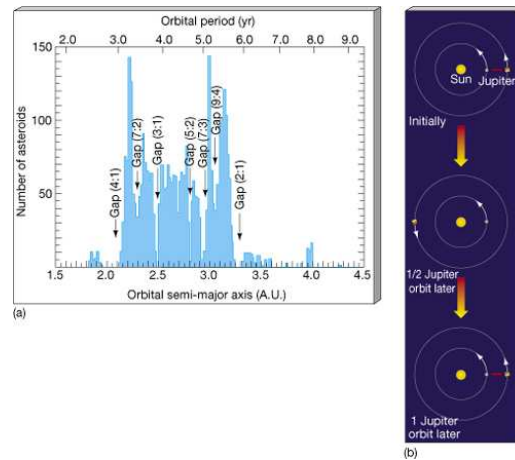 Orbital period (yr)
2.0 3.0 4.0 5.0 6.0 7.0 8.0 9.0
150
100
50
Number of asteroids
Gap (4:1)
Gap (7:2)
Gap (3:1)
Gap (5:2)
Gap (7:3)
Gap (9:4)
Gap (2:1)
1.5 2.0 2.5 3.0 3.5 4.0 4.5
Orbital semi-major axis (A.U.)
(a)
Sun
Jupiter
Initially
1/2 Jupiter
orbit later
1 Jupiter
orbit later
(b)